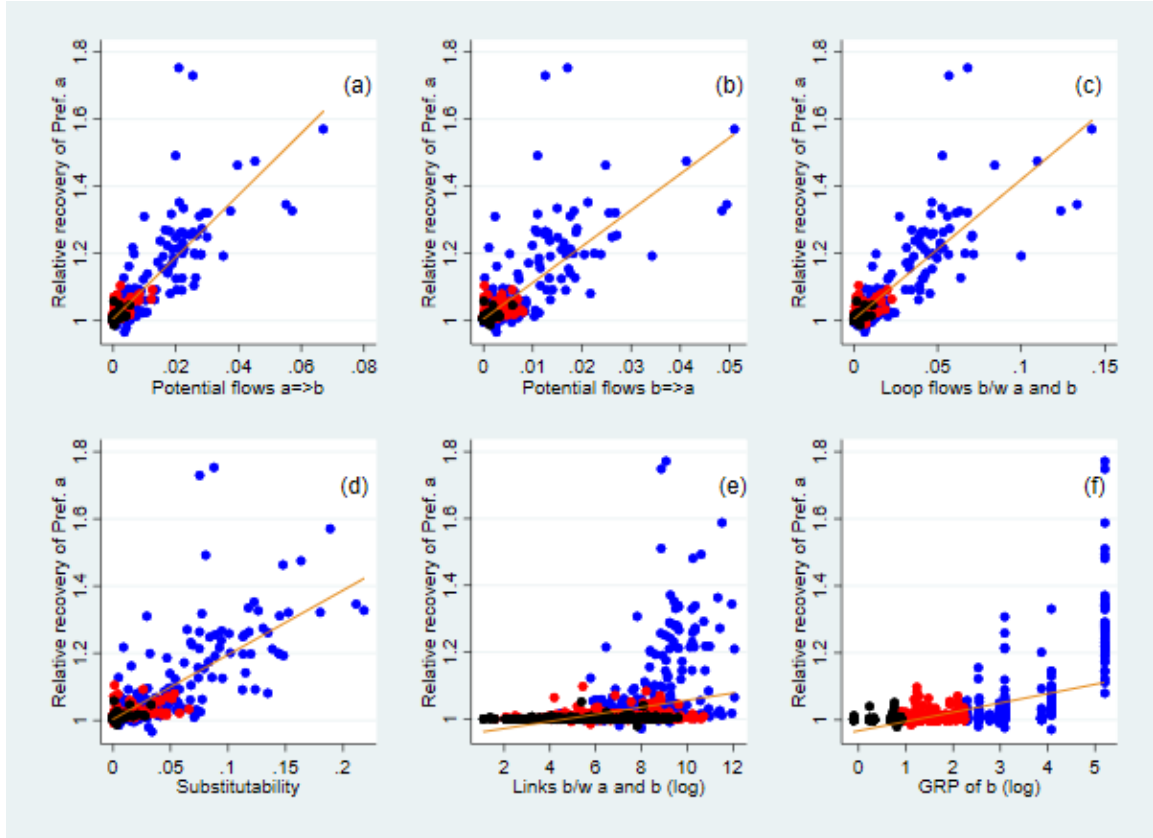 Relative recovery of Pref. a
1 1.2 1.4 1.6 1.8
(a)
0 .02 .04 .06 .08
Potential flows a=>b
Relative recovery of Pref. a
1 1.2 1.4 1.6 1.8
(b)
0 .01 .02 .03 .04 .05
Potential flows b=>a
Relative recovery of Pref. a
1 1.2 1.4 1.6 1.8
(c)
0 .05 .1 .15
Loop flows b/w a and b
Relative recovery of Pref. a
1 1.2 1.4 1.6 1.8
(d)
0 .05 .1 .15 .2
Substitutability
Relative recovery of Pref. a
1 1.2 1.4 1.6 1.8
(e)
2 4 6 8 10 12
Links b/w a and b (log)
Relative recovery of Pref. a
1 1.2 1.4 1.6 1.8
(f)
0 1 2 3 4 5
GRP of b (log)